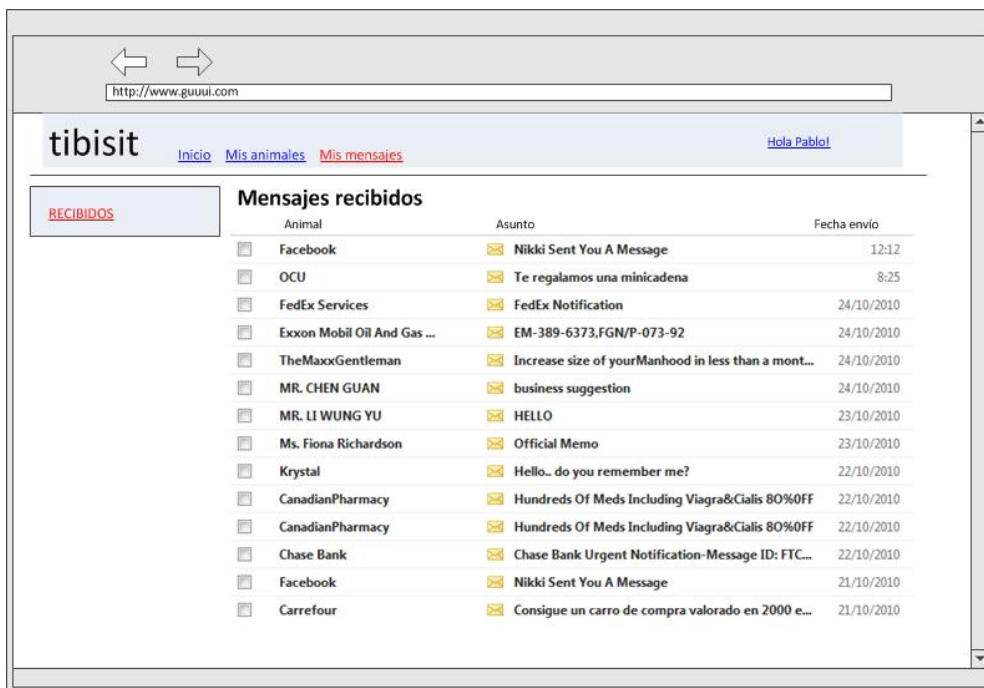 http://www.guuui.com
tibisit Inicio Mis animales Mis mensajes Hola Pablo!
RECIBIDOS
Mensajes recibidos
Animal Asunto Fecha envío
Facebook Nikki Sent You A Message 12:12
OCU Te regalamos una minicadena 8:25
FedEx Services FedEx Notification 24/10/2010
Exxon Mobil Oil And Gas ... EM-389-6373,FGN/P-073-92 24/10/2010
TheMaxxGentleman Increase size of yourManhood in less than a mont... 24/10/2010
MR. CHEN GUAN business suggestion 24/10/2010
MR. LI WUNG YU HELLO 23/10/2010
Ms. Fiona Richardson Official Memo 23/10/2010
Krystal Hello.. do you remember me? 22/10/2010
CanadianPharmacy Hundreds Of Meds Including Viagra&Cialis 8O%0FF 22/10/2010
CanadianPharmacy Hundreds Of Meds Including Viagra&Cialis 8O%0FF 22/10/2010
Chase Bank Chase Bank Urgent Notification-Message ID: FTC... 22/10/2010
Facebook Nikki Sent You A Message 21/10/2010
Carrefour Consigue un carro de compra valorado en 2000 e... 21/10/2010